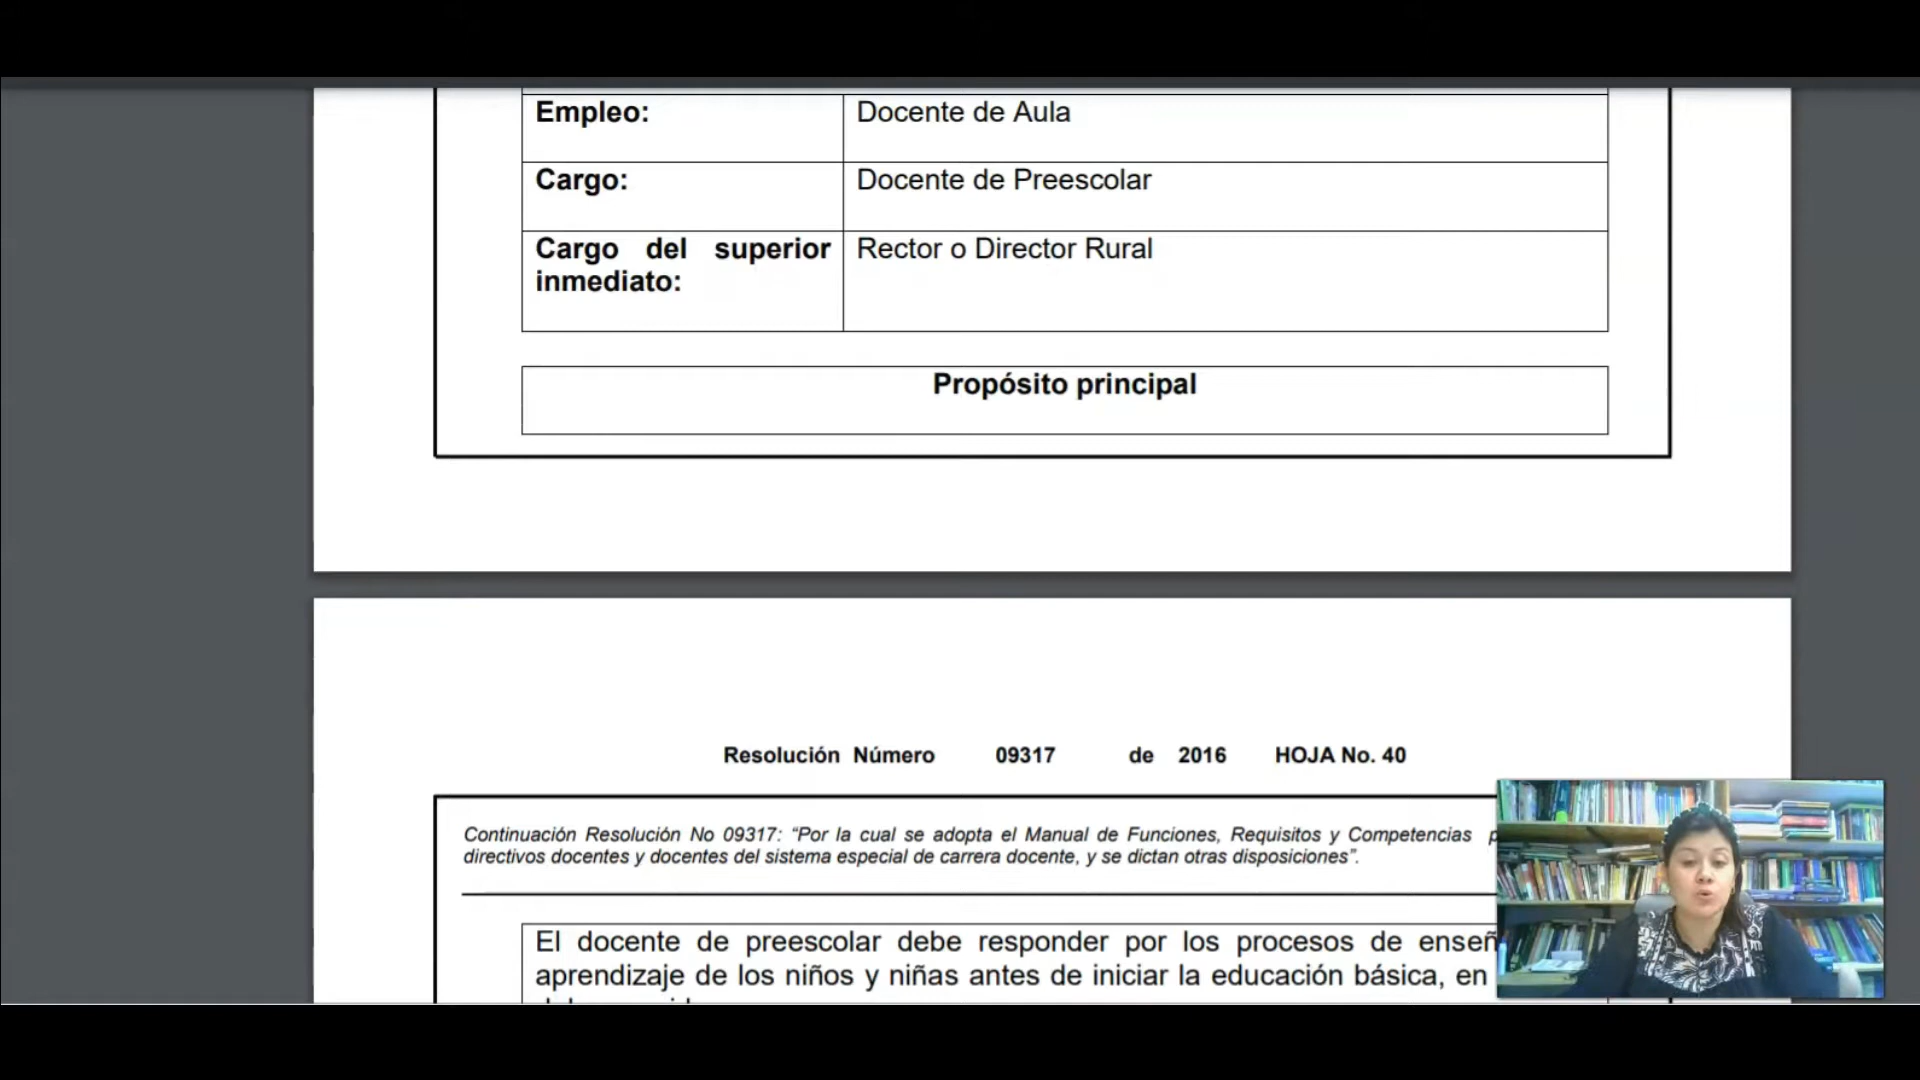 Empleo: Docente de Aula
Cargo: Docente de Preescolar
Cargo del superior inmediato: Rector o Director Rural
Propósito principal
Resolución Número 09317 de 2016 HOJA No. 40
Continuación Resolución No 09317: “Por la cual se adopta el Manual de Funciones, Requisitos y Competencias
directivos docentes y docentes del sistema especial de carrera docente, y se dictan otras disposiciones”.
El docente de preescolar debe responder por los procesos de
aprendizaje de los niños y niñas antes de iniciar la educación básica, en